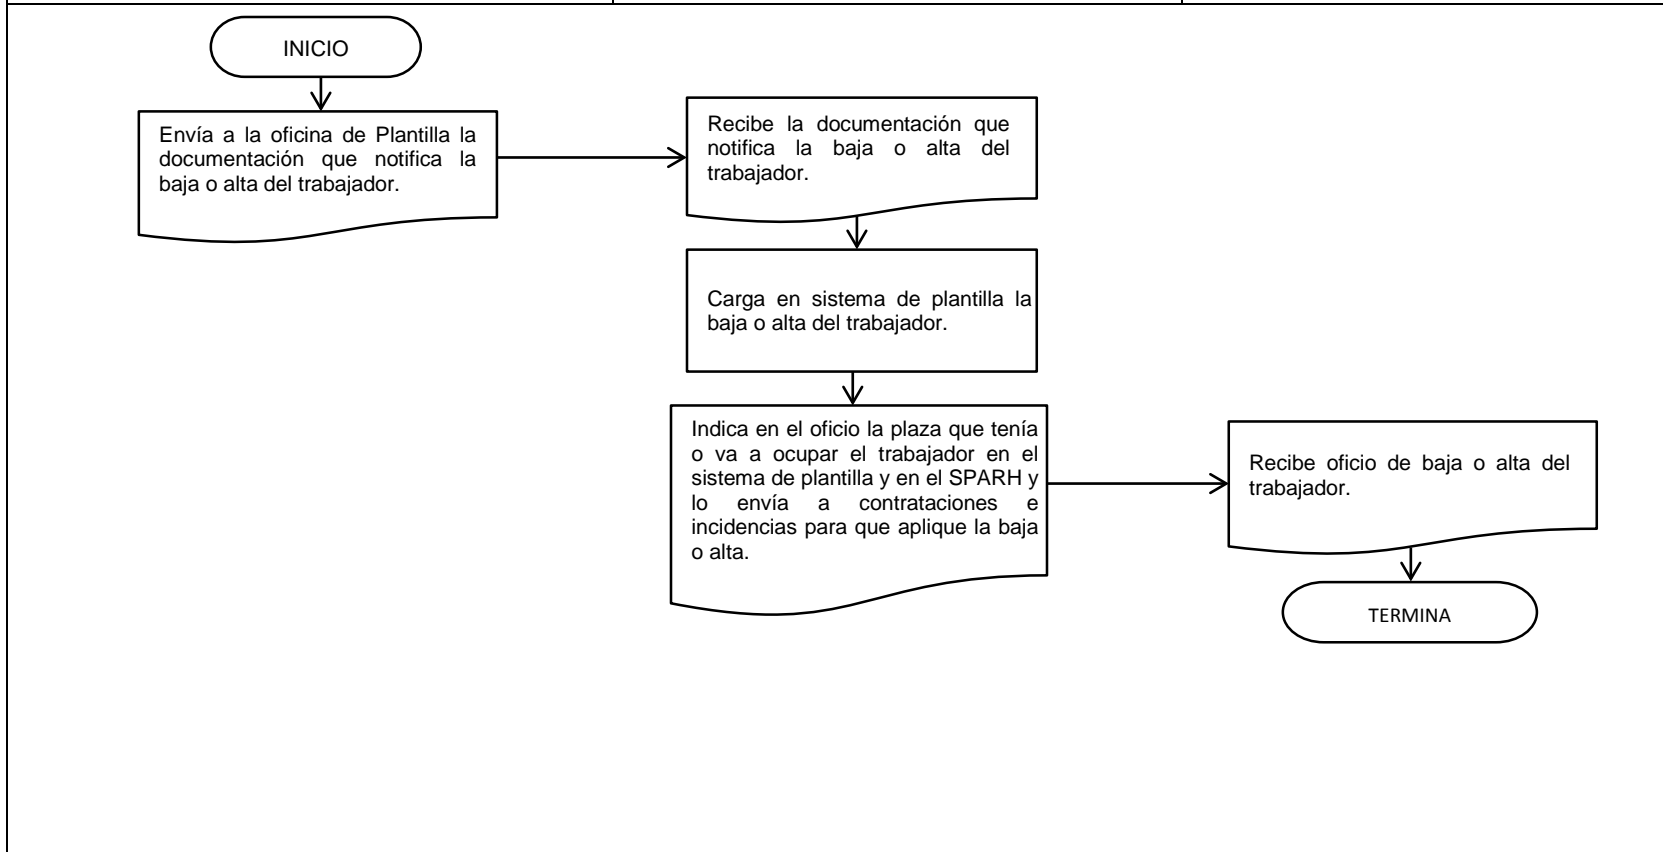 INICIO
Envía a la oficina de Plantilla la
documentación que notifica la
baja o alta del trabajador.
Recibe la documentación que
notifica la baja o alta del
trabajador.
Carga en sistema de plantilla la
baja o alta del trabajador.
Indica en el oficio la plaza que tenía
o va a ocupar el trabajador en el
sistema de plantilla y en el SPARH y
lo envía a contrataciones e
incidencias para que aplique la baja
o alta.
Recibe oficio de baja o alta del
trabajador.
TERMINA